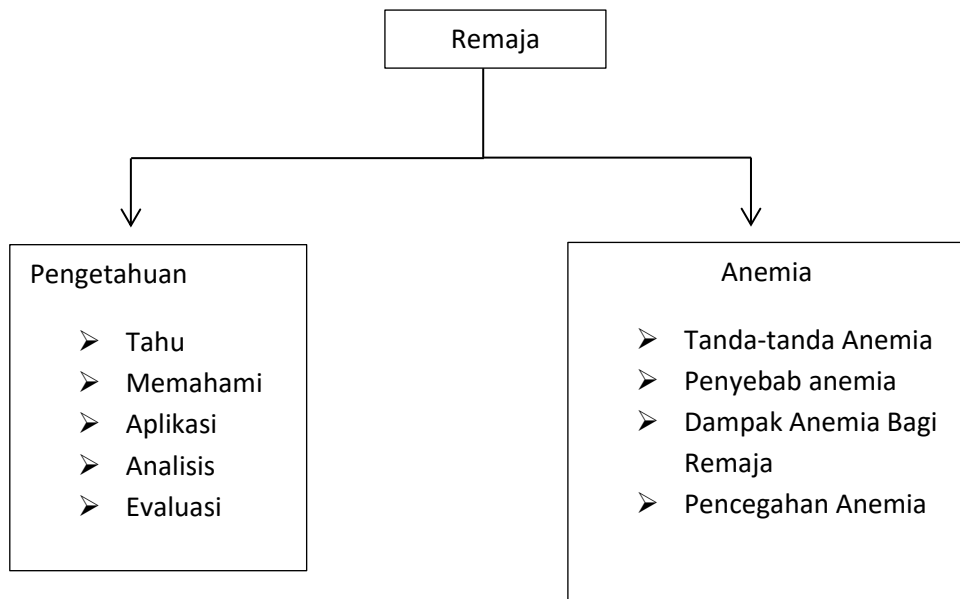 Remaja
Pengetahuan
➢ Tahu
➢ Memahami
➢ Aplikasi
➢ Analisis
➢ Evaluasi
Anemia
➢ Tanda-tanda Anemia
➢ Penyebab anemia
➢ Dampak Anemia Bagi
Remaja
➢ Pencegahan Anemia